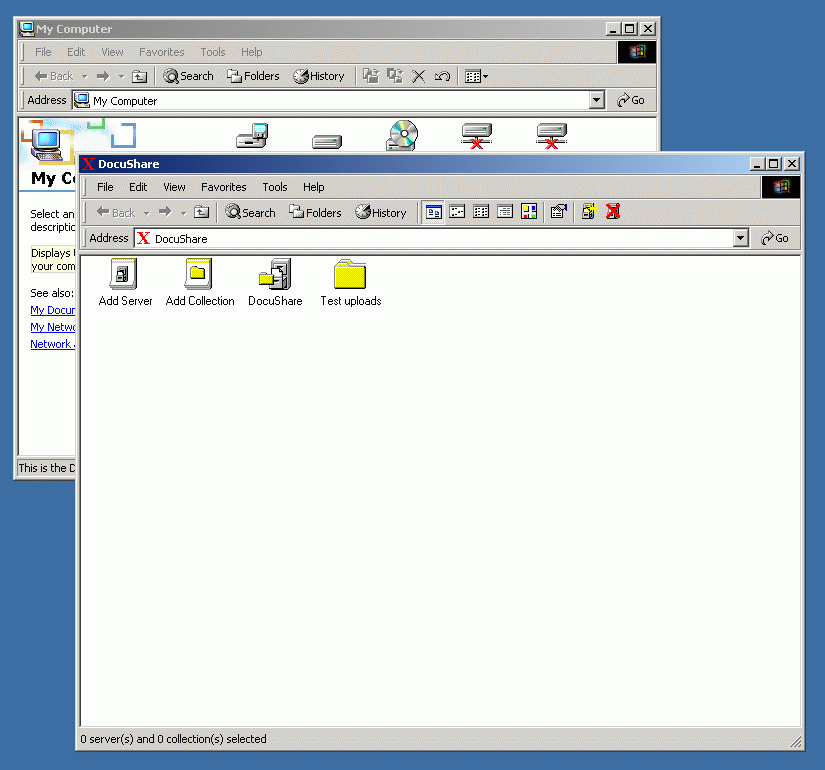 My Computer
File Edit View Favorites Tools Help
Back Search Folders History
Address My Computer Go
My
Select an
Displays
your com
See also:
My Docum
My Netwo
Network
This is the D
X DocuShare
File Edit View Favorites Tools Help
Back Search Folders History
Address X DocuShare Go
Add Server Add Collection DocuShare Test uploads
0 server(s) and 0 collection(s) selected